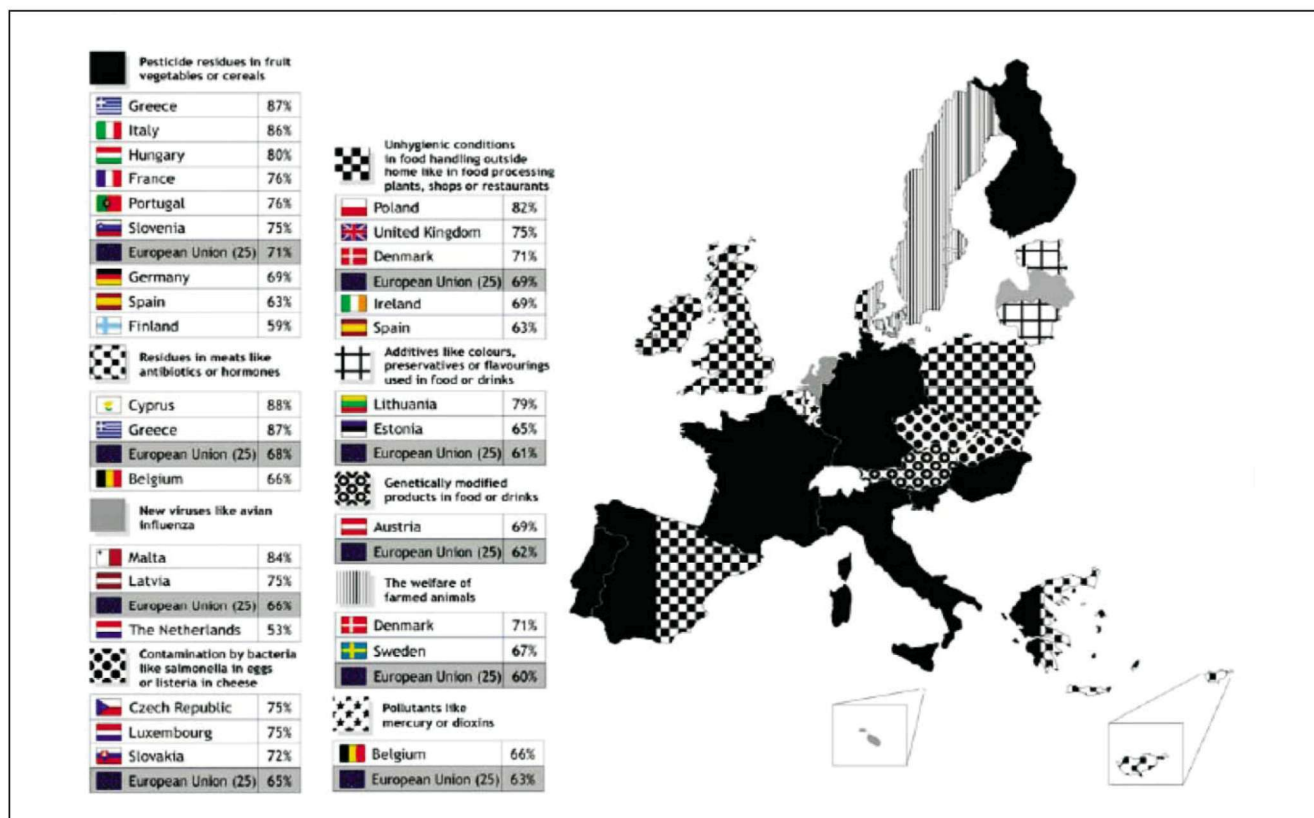 Pesticide residues in fruit
vegetables or cereals
Greece 87%
Italy 86%
Hungary 80%
France 76%
Portugal 76%
Slovenia 75%
European Union (25) 71%
Germany 69%
Spain 63%
Finland 59%
Residues in meats like
antibiotics or hormones
Cyprus 88%
Greece 87%
European Union (25) 68%
Belgium 66%
New viruses like avian
influenza
Malta 84%
Latvia 75%
European Union (25) 66%
The Netherlands 53%
Contamination by bacteria
like salmonella in eggs
or listeria in cheese
Czech Republic 75%
Luxembourg 75%
Slovakia 72%
European Union (25) 65%
Unhygienic conditions
in food handling outside
home like in food processing
plants, shops or restaurants
Poland 82%
United Kingdom 75%
Denmark 71%
European Union (25) 69%
Ireland 69%
Spain 63%
Additives like colours,
preservatives or flavourings
used in food or drinks
Lithuania 79%
Estonia 65%
European Union (25) 61%
Genetically modified
products in food or drinks
Austria 69%
European Union (25) 62%
The welfare of
farmed animals
Denmark 71%
Sweden 67%
European Union (25) 60%
Pollutants like
mercury or dioxins
Belgium 66%
European Union (25) 63%